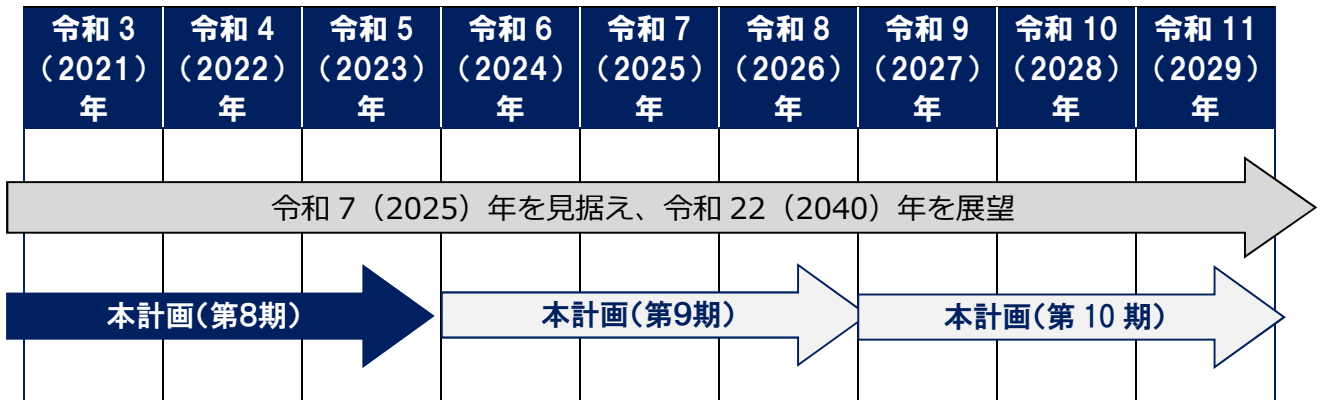 令和 3
（2021）
年
令和 4
（2022）
年
令和 5
（2023）
年
令和 6
（2024）
年
令和 7
（2025）
年
令和 8
（2026）
年
令和 9
（2027）
年
令和 10
（2028）
年
令和 11
（2029）
年
令和 7（2025）年を見据え、令和 22（2040）年を展望
本計画（第8期）
本計画（第9期）
本計画（第 10 期）